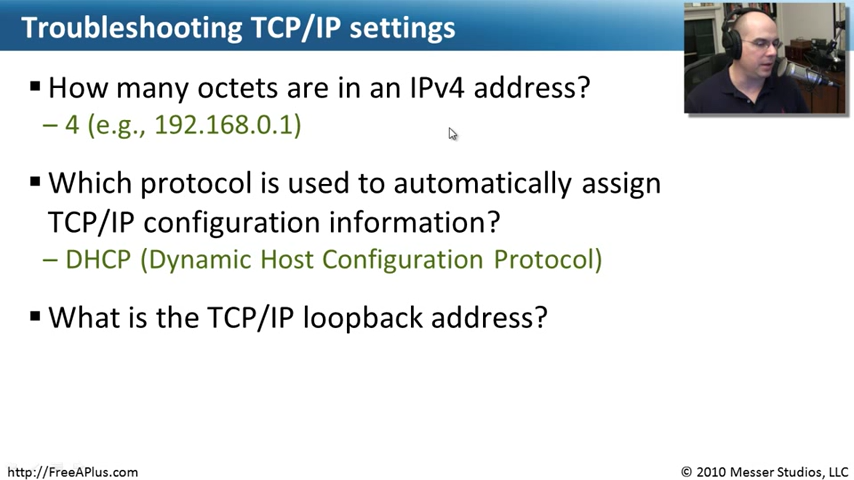 Troubleshooting TCP/IP settings
▪ How many octets are in an IPv4 address?
– 4 (e.g., 192.168.0.1)
▪ Which protocol is used to automatically assign
TCP/IP configuration information?
– DHCP (Dynamic Host Configuration Protocol)
▪ What is the TCP/IP loopback address?
http://FreeAPlus.com
© 2010 Messer Studios, LLC